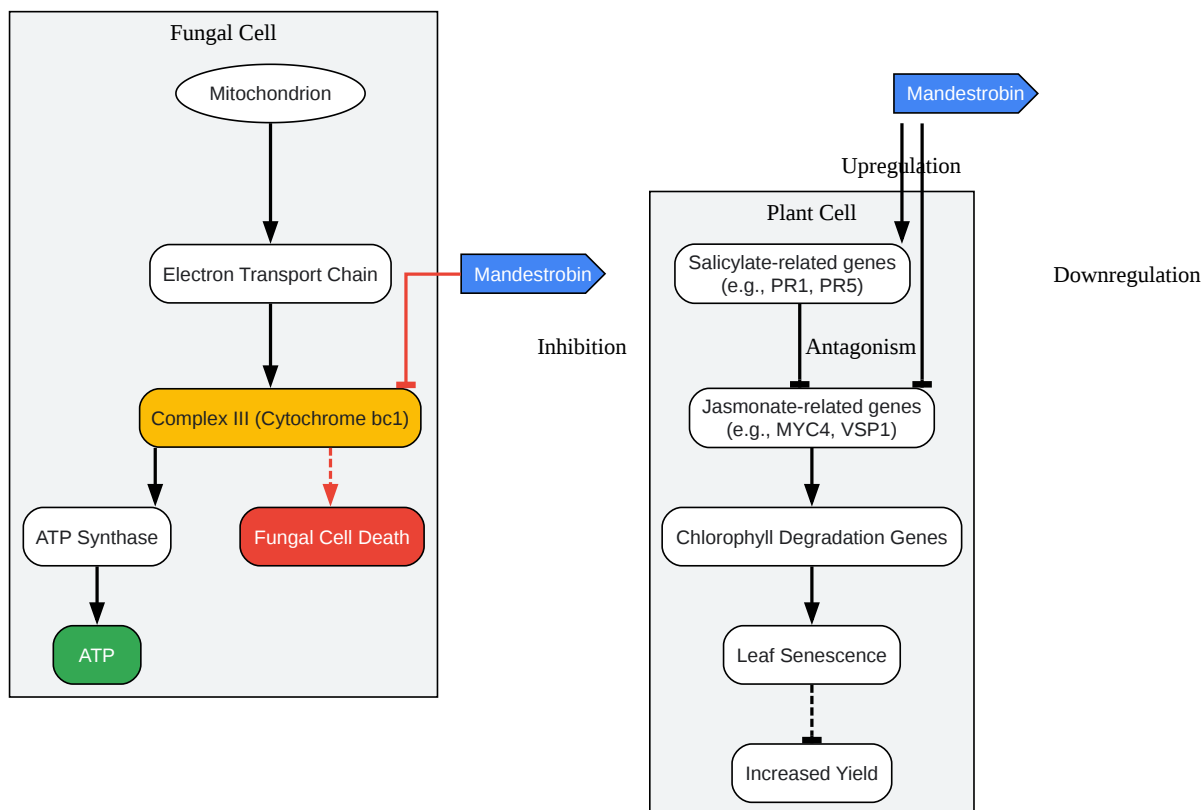 Fungal Cell
Mitochondrion
Electron Transport Chain
Mandestrobin
Inhibition
Complex III (Cytochrome bc1)
ATP Synthase
Fungal Cell Death
ATP
Mandestrobin
Upregulation
Plant Cell
Salicylate-related genes
(e.g., PR1, PR5)
Downregulation
Antagonism
Jasmonate-related genes
(e.g., MYC4, VSP1)
Chlorophyll Degradation Genes
Leaf Senescence
Increased Yield